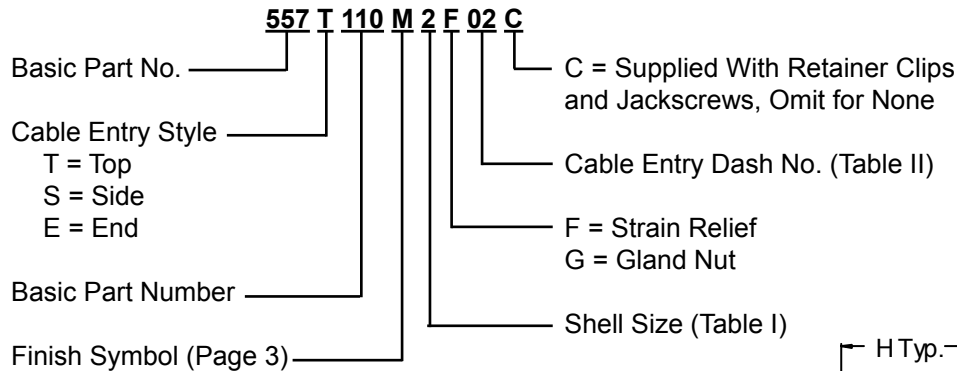 557 T 110 M 2 F 02 C
Basic Part No.
Cable Entry Style
T = Top
S = Side
E = End
Basic Part Number
Finish Symbol (Page 3)
C = Supplied With Retainer Clips
and Jackscrews, Omit for None
Cable Entry Dash No. (Table II)
F = Strain Relief
G = Gland Nut
Shell Size (Table I)
H Typ.